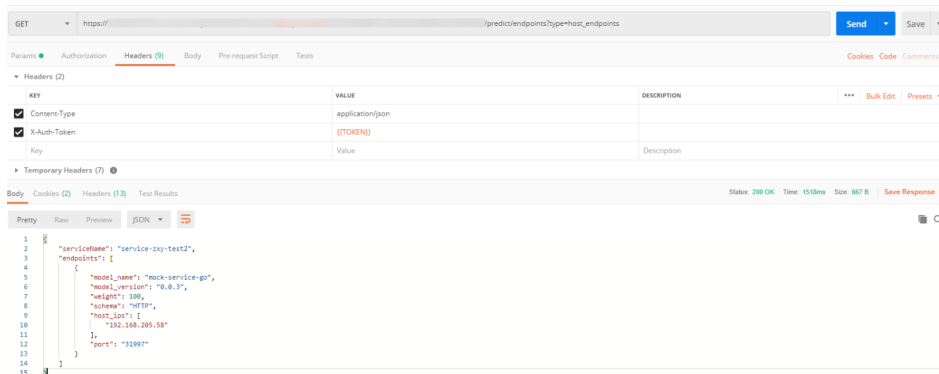 GET https:// /predict/endpoints?type=host_endpoints Send Save
Params Authorization Headers (9) Body Pre-request Script Tests Cookies Code Comments
Headers (2)
KEY VALUE DESCRIPTION ••• Bulk Edit Presets
Content-Type application/json
X-Auth-Token {{TOKEN}}
Key Value Description
Temporary Headers (7)
Body Cookies (2) Headers (13) Test Results Status: 200 OK Time: 1518ms Size: 667 B Save Response
Pretty Raw Preview JSON
1 {
2 "serviceName": "service-zxy-test2",
3 "endpoints": [
4 {
5 "model_name": "mock-service-go",
6 "model_version": "0.0.3",
7 "weight": 100,
8 "schema": "HTTP",
9 "host_ips": [
10 "192.168.205.58"
11 ],
12 "port": "31997"
13 }
14 ]
15 }